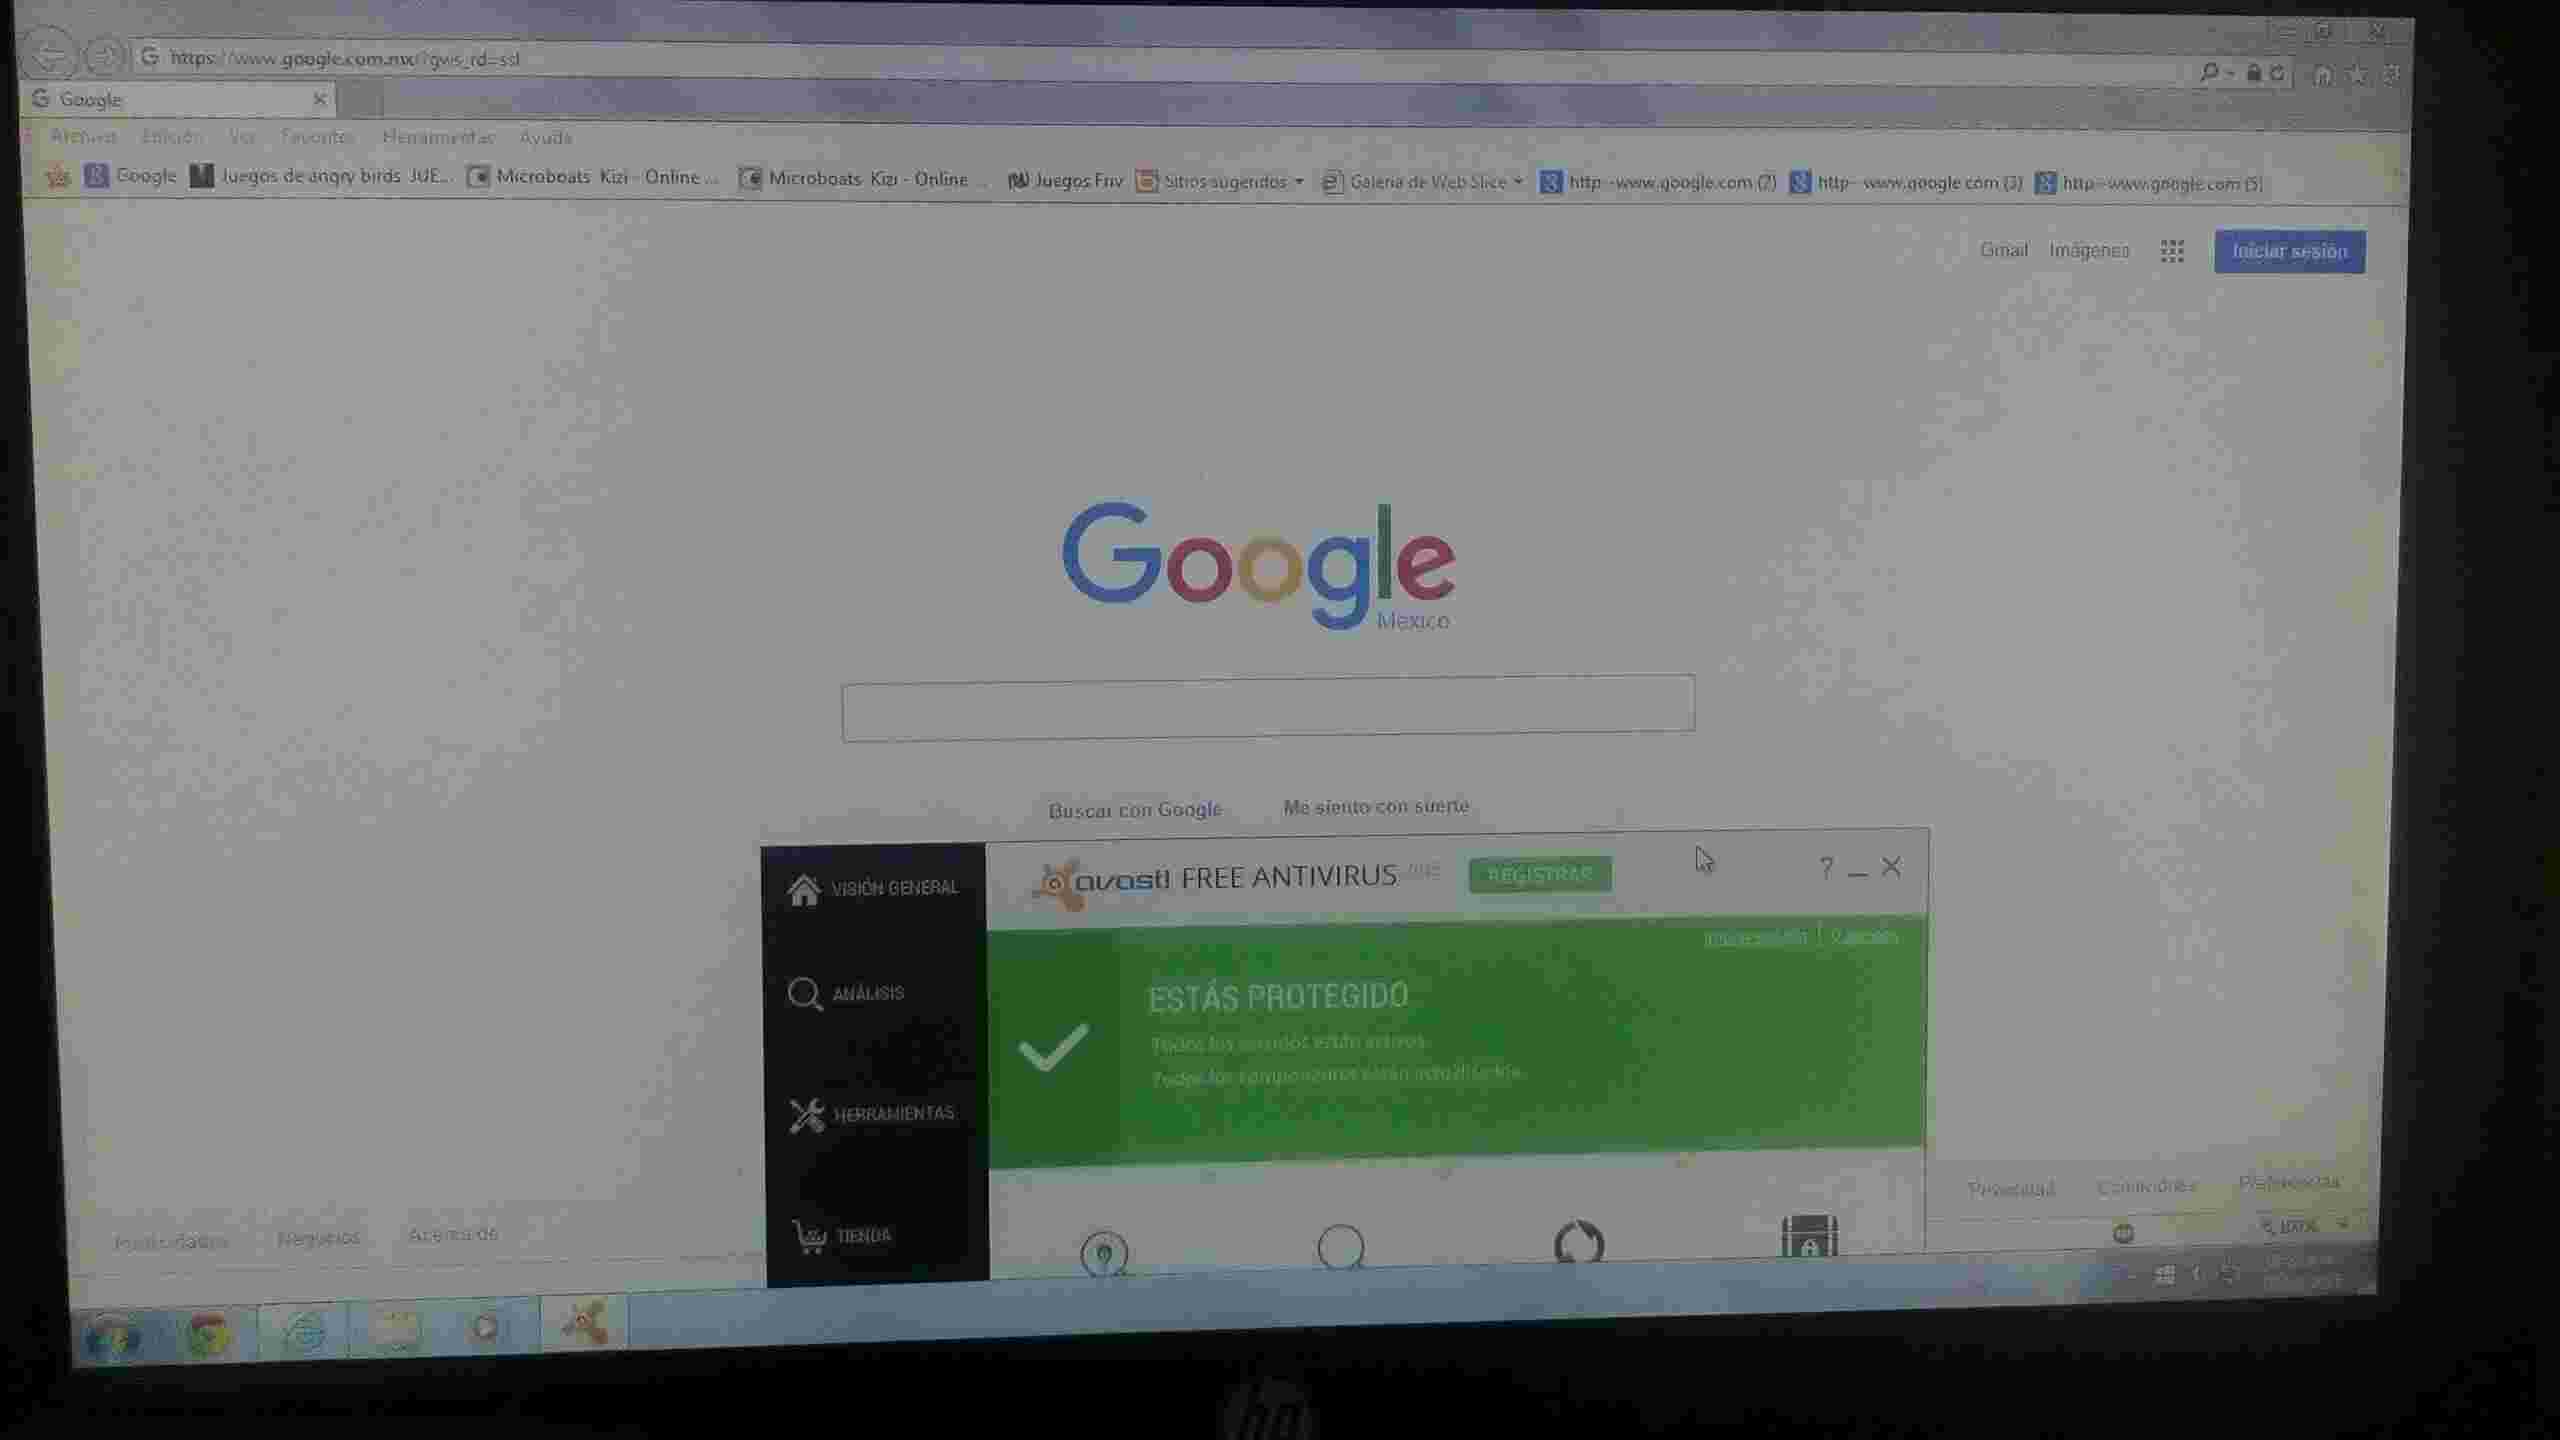 https://www.google.com.mx/?gws_rd=ssl
Google
Archivo Edición Ver Favoritos Herramientas Ayuda
Google Juegos de angry birds JUE... Microboats Kizi - Online ... Microboats Kizi - Online ... Juegos Friv Sitios sugeridos Galería de Web Slice http--www.google.com (2) http--www.google.com (3) http--www.google.com (5)
Gmail Imágenes Iniciar sesión
Google
México
Buscar con Google Me siento con suerte
VISIÓN GENERAL
avast! FREE ANTIVIRUS REGISTRAR ?
ANÁLISIS
ESTÁS PROTEGIDO
Todos los escudos están activos.
Todos los componentes están actualizados.
HERRAMIENTAS
TIENDA
Privacidad Condiciones Preferencias
Publicidad Negocios Acerca de
100%
hp